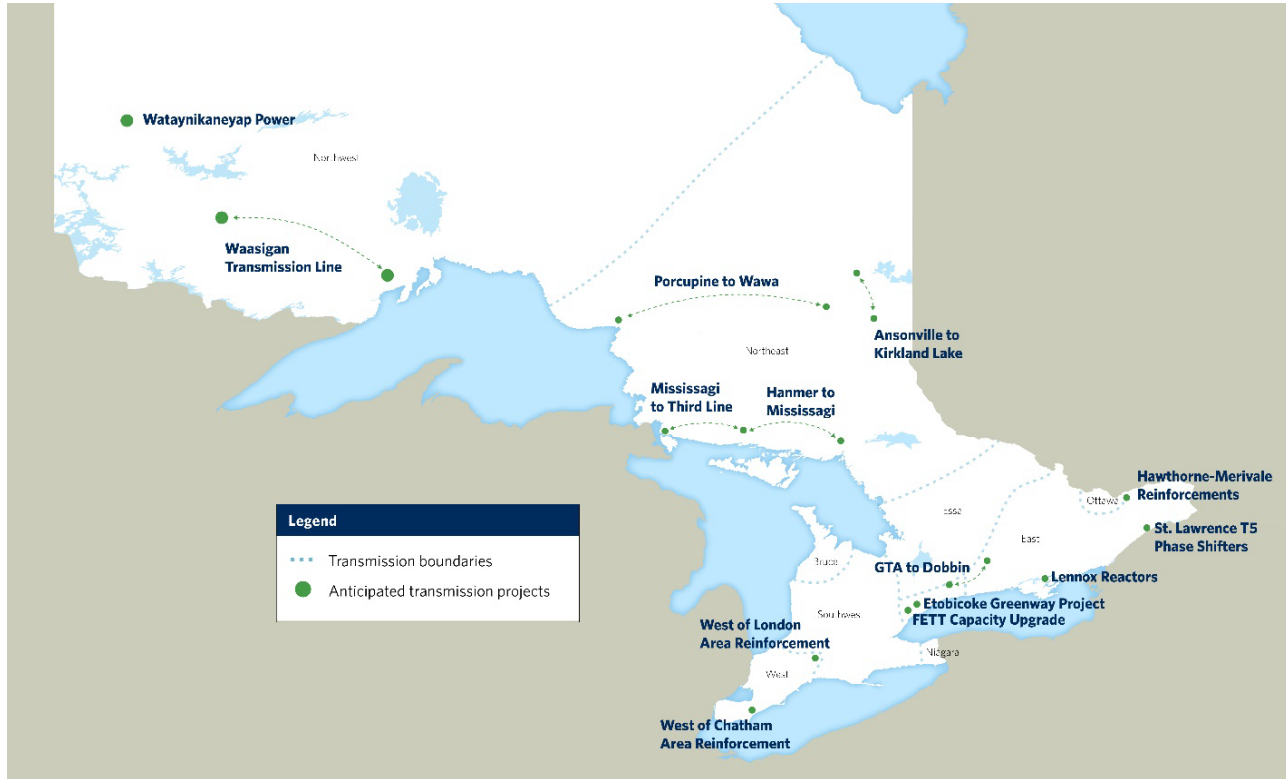 Wataynikaneyap Power
Northwest
Waasigan
Transmission Line
Porcupine to Wawa
Ansonville to
Kirkland Lake
Northeast
Mississagi
to Third Line
Hanmer to
Mississagi
Hawthorne-Merivale
Reinforcements
Ottawa
St. Lawrence T5
Phase Shifters
Essa
East
GTA to Dobbin
Lennox Reactors
Bruce
Etobicoke Greenway Project
FETT Capacity Upgrade
Southwes
West of London
Area Reinforcement
Niagara
West
West of Chatham
Area Reinforcement
Legend
Transmission boundaries
Anticipated transmission projects